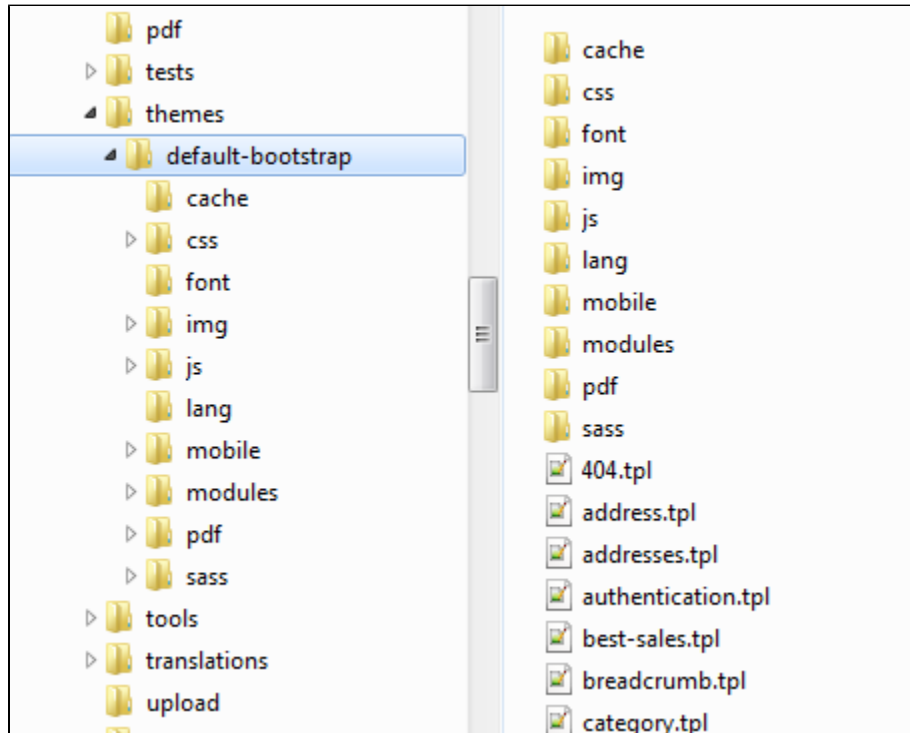 pdf
tests
themes
default-bootstrap
cache
css
font
img
js
lang
mobile
modules
pdf
sass
tools
translations
upload
cache
css
font
img
js
lang
mobile
modules
pdf
sass
404.tpl
address.tpl
addresses.tpl
authentication.tpl
best-sales.tpl
breadcrumb.tpl
category.tpl